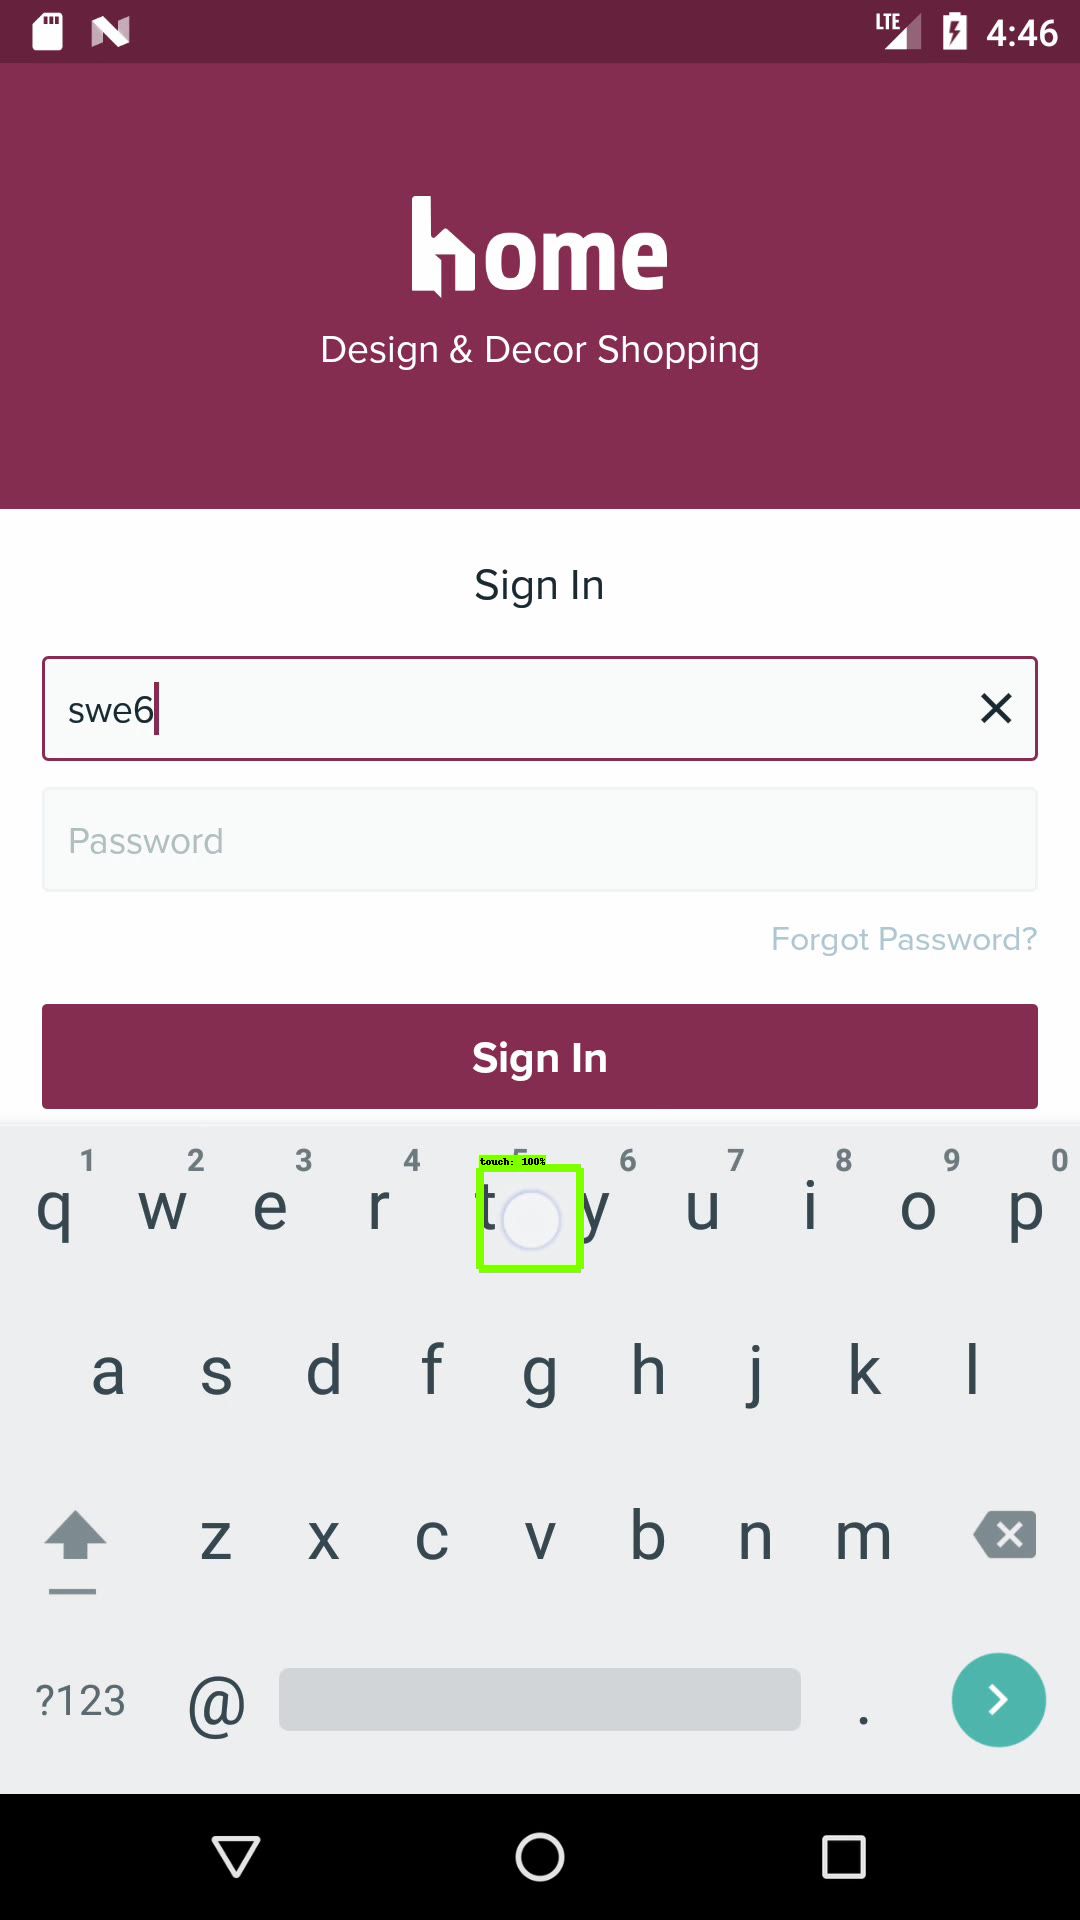 LTE 4:46
home
Design & Decor Shopping
Sign In
swe6
Password
Forgot Password?
Sign In
1 2 3 4 6 7 8 9 0
touch: 100%
q w e r t y u i o p
a s d f g h j k l
z x c v b n m
?123 @ .